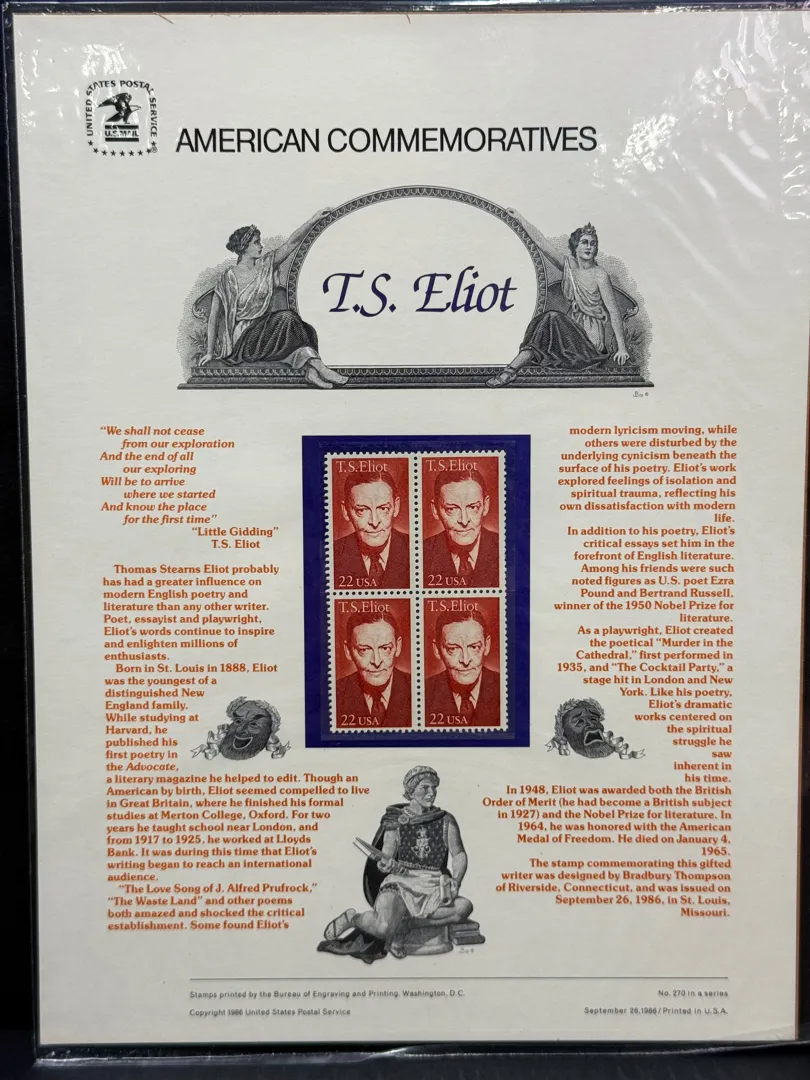 UNITED STATES POSTAL SERVICE
U.S.MAIL
AMERICAN COMMEMORATIVES
T.S. Eliot
"We shall not cease
from our exploration
And the end of all
our exploring
Will be to arrive
where we started
And know the place
for the first time"
"Little Gidding"
T.S. Eliot
Thomas Stearns Eliot probably
has had a greater influence on
modern English poetry and
literature than any other writer.
Poet, essayist and playwright,
Eliot's words continue to inspire
and enlighten millions of
enthusiasts.
Born in St. Louis in 1888, Eliot
was the youngest of a
distinguished New
England family.
While studying at
Harvard, he
published his
first poetry in
the Advocate,
a literary magazine he helped to edit. Though an
American by birth, Eliot seemed compelled to live
in Great Britain, where he finished his formal
studies at Merton College, Oxford. For two
years he taught school near London, and
from 1917 to 1925, he worked at Lloyds
Bank. It was during this time that Eliot's
writing began to reach an international
audience.
"The Love Song of J. Alfred Prufrock,"
"The Waste Land" and other poems
both amazed and shocked the critical
establishment. Some found Eliot's
T.S.Eliot
22 USA
T.S.Eliot
22 USA
T.S.Eliot
22 USA
T.S.Eliot
22 USA
modern lyricism moving, while
others were disturbed by the
underlying cynicism beneath the
surface of his poetry. Eliot's work
explored feelings of isolation and
spiritual trauma, reflecting his
own dissatisfaction with modern
life.
In addition to his poetry, Eliot's
critical essays set him in the
forefront of English literature.
Among his friends were such
noted figures as U.S. poet Ezra
Pound and Bertrand Russell,
winner of the 1950 Nobel Prize for
literature.
As a playwright, Eliot created
the poetical "Murder in the
Cathedral," first performed in
1935, and "The Cocktail Party," a
stage hit in London and New
York. Like his poetry,
Eliot's dramatic
works centered on
the spiritual
struggle he
saw
inherent in
his time.
In 1948, Eliot was awarded both the British
Order of Merit (he had become a British subject
in 1927) and the Nobel Prize for literature. In
1964, he was honored with the American
Medal of Freedom. He died on January 4,
1965.
The stamp commemorating this gifted
writer was designed by Bradbury Thompson
of Riverside, Connecticut, and was issued on
September 26, 1986, in St. Louis,
Missouri.
Stamps printed by the Bureau of Engraving and Printing, Washington, D.C.
No. 270 in a series
Copyright 1986 United States Postal Service
September 26, 1986/Printed in U.S.A.